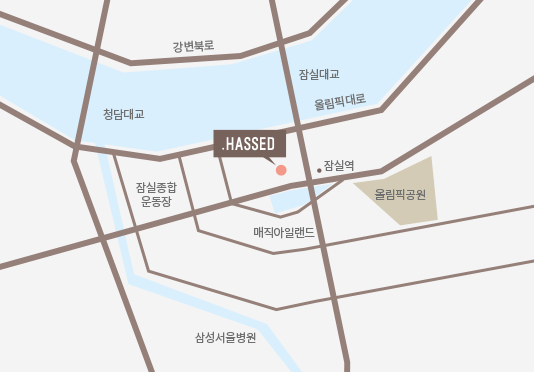 강변북로
잠실대교
올림픽대로
청담대교
.HASSED
잠실역
잠실종합
운동장
올림픽공원
매직아일랜드
삼성서울병원